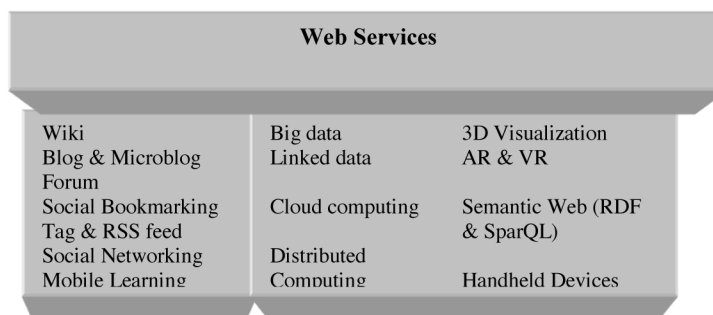 Web Services
Wiki
Blog & Microblog
Forum
Social Bookmarking
Tag & RSS feed
Social Networking
Mobile Learning
Big data
Linked data
Cloud computing
Distributed
Computing
3D Visualization
AR & VR
Semantic Web (RDF
& SparQL)
Handheld Devices